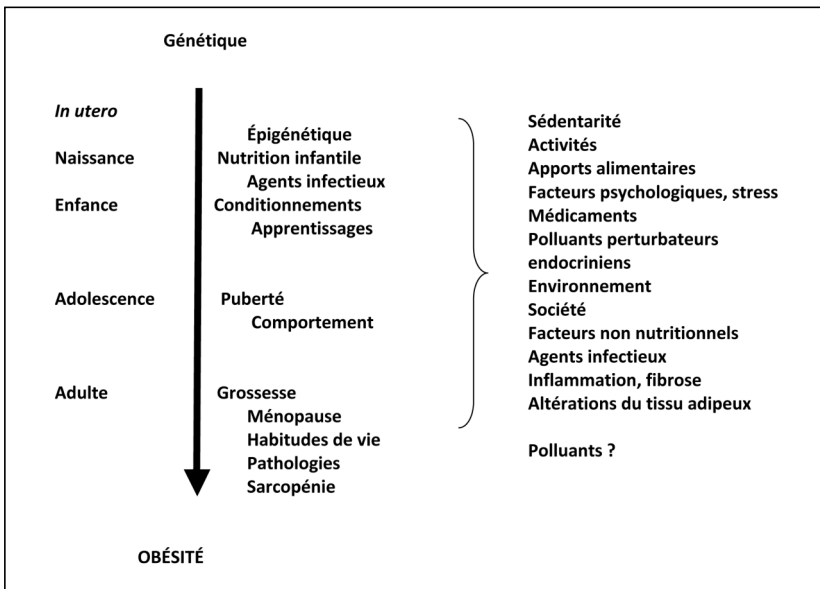 Génétique
In utero
Épigénétique
Naissance
Nutrition infantile
Agents infectieux
Enfance
Conditionnements
Apprentissages
Adolescence
Puberté
Comportement
Adulte
Grossesse
Ménopause
Habitudes de vie
Pathologies
Sarcopénie
OBÉSITÉ
Sédentarité
Activités
Apports alimentaires
Facteurs psychologiques, stress
Médicaments
Polluants perturbateurs
endocriniens
Environnement
Société
Facteurs non nutritionnels
Agents infectieux
Inflammation, fibrose
Altérations du tissu adipeux
Polluants ?